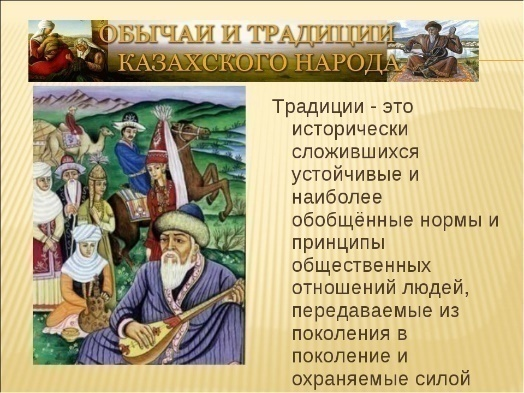 ОБЫЧАИ И ТРАДИЦИИ
КАЗАХСКОГО НАРОДА
Традиции - это
исторически
сложившихся
устойчивые и
наиболее
обобщённые нормы и
принципы
общественных
отношений людей,
передаваемые из
поколения в
поколение и
охраняемые силой